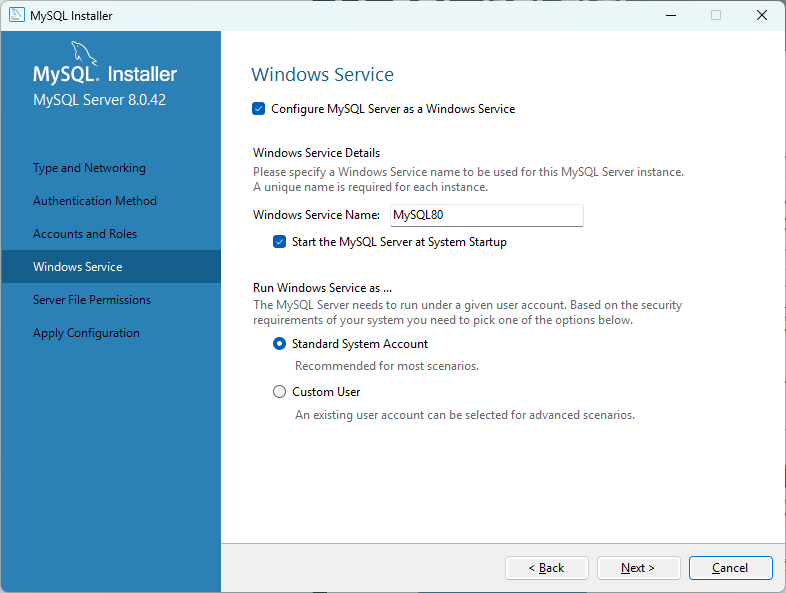 MySQL Installer
MySQL. Installer
MySQL Server 8.0.42
Type and Networking
Authentication Method
Accounts and Roles
Windows Service
Server File Permissions
Apply Configuration
Windows Service
Configure MySQL Server as a Windows Service
Windows Service Details
Please specify a Windows Service name to be used for this MySQL Server instance.
A unique name is required for each instance.
Windows Service Name: MySQL80
Start the MySQL Server at System Startup
Run Windows Service as ...
The MySQL Server needs to run under a given user account. Based on the security
requirements of your system you need to pick one of the options below.
Standard System Account
Recommended for most scenarios.
Custom User
An existing user account can be selected for advanced scenarios.
< Back Next > Cancel